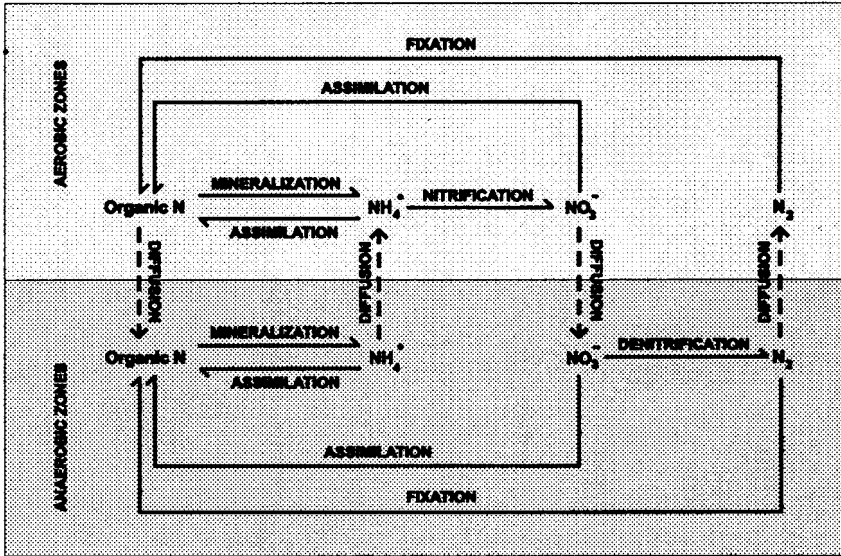 FIXATION
ASSIMILATION
AEROBIC ZONES
MINERALIZATION
NITRIFICATION
Organic N
NH₄⁺
NO₃⁻
N₂
ASSIMILATION
DIFFUSION
DIFFUSION
DIFFUSION
DIFFUSION
MINERALIZATION
DENITRIFICATION
Organic N
NH₄⁺
NO₃⁻
N₂
ASSIMILATION
ANAEROBIC ZONES
ASSIMILATION
FIXATION